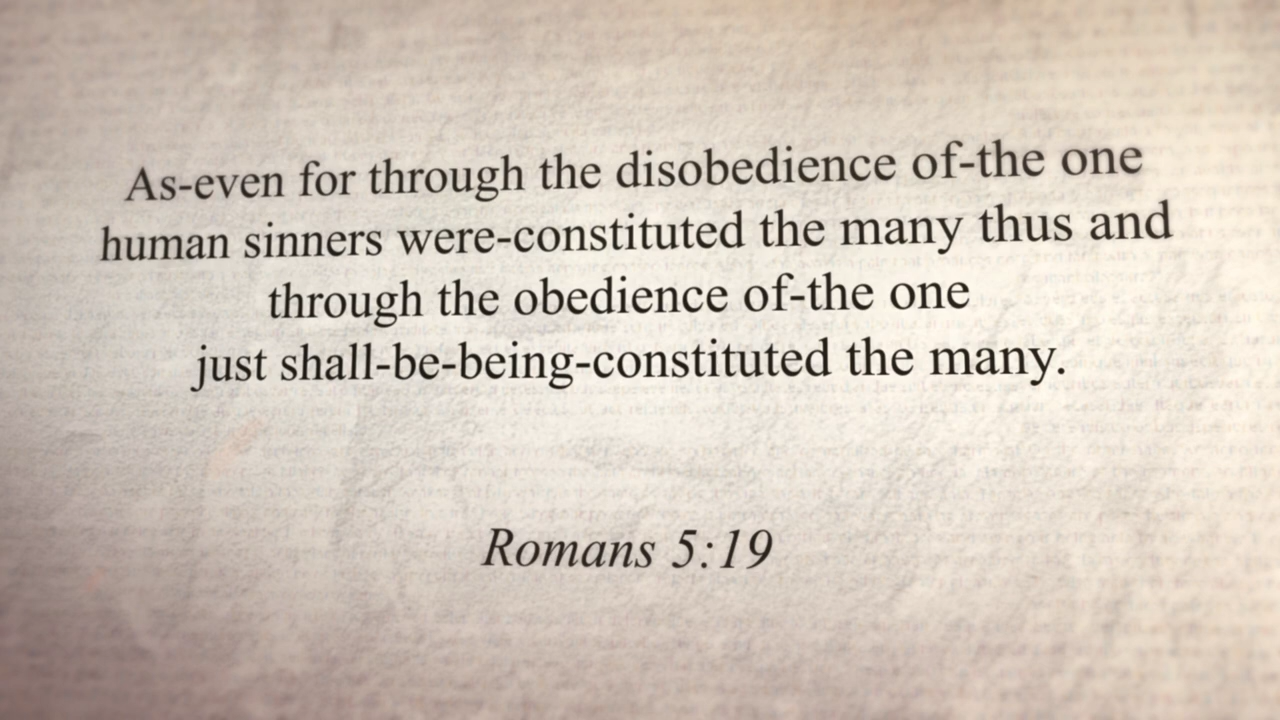 As-even for through the disobedience of-the one
human sinners were-constituted the many thus and
through the obedience of-the one
just shall-be-being-constituted the many.
Romans 5:19